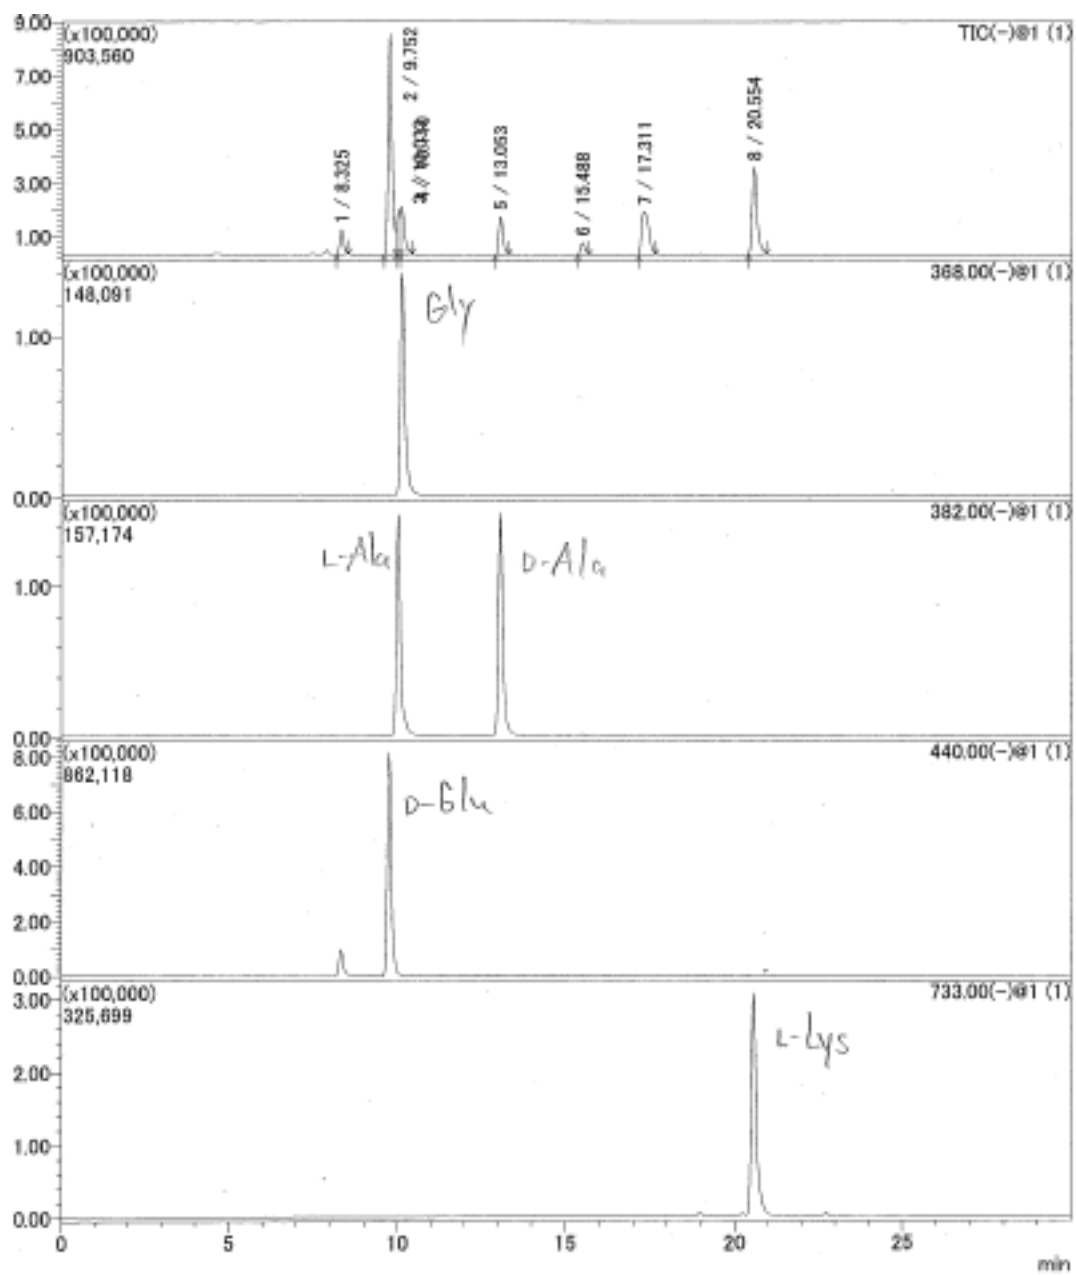 9.00
(x100,000)
TIC(-)@1 (1)
903,560
7.00
5.00
3.00
1.00
1 / 8.325
2 / 9.752
5 / 13.053
6 / 15.488
7 / 17.311
8 / 20.554
(x100,000)
368.00(-)@1 (1)
148,091
Gly
1.00
0.00
(x100,000)
382.00(-)@1 (1)
157,174
L-Ala
D-Ala
1.00
0.00
(x100,000)
440.00(-)@1 (1)
8.00
862,118
D-Glu
6.00
4.00
2.00
0.00
(x100,000)
733.00(-)@1 (1)
3.00
325,699
L-Lys
2.00
1.00
0.00
0 5 10 15 20 25
min